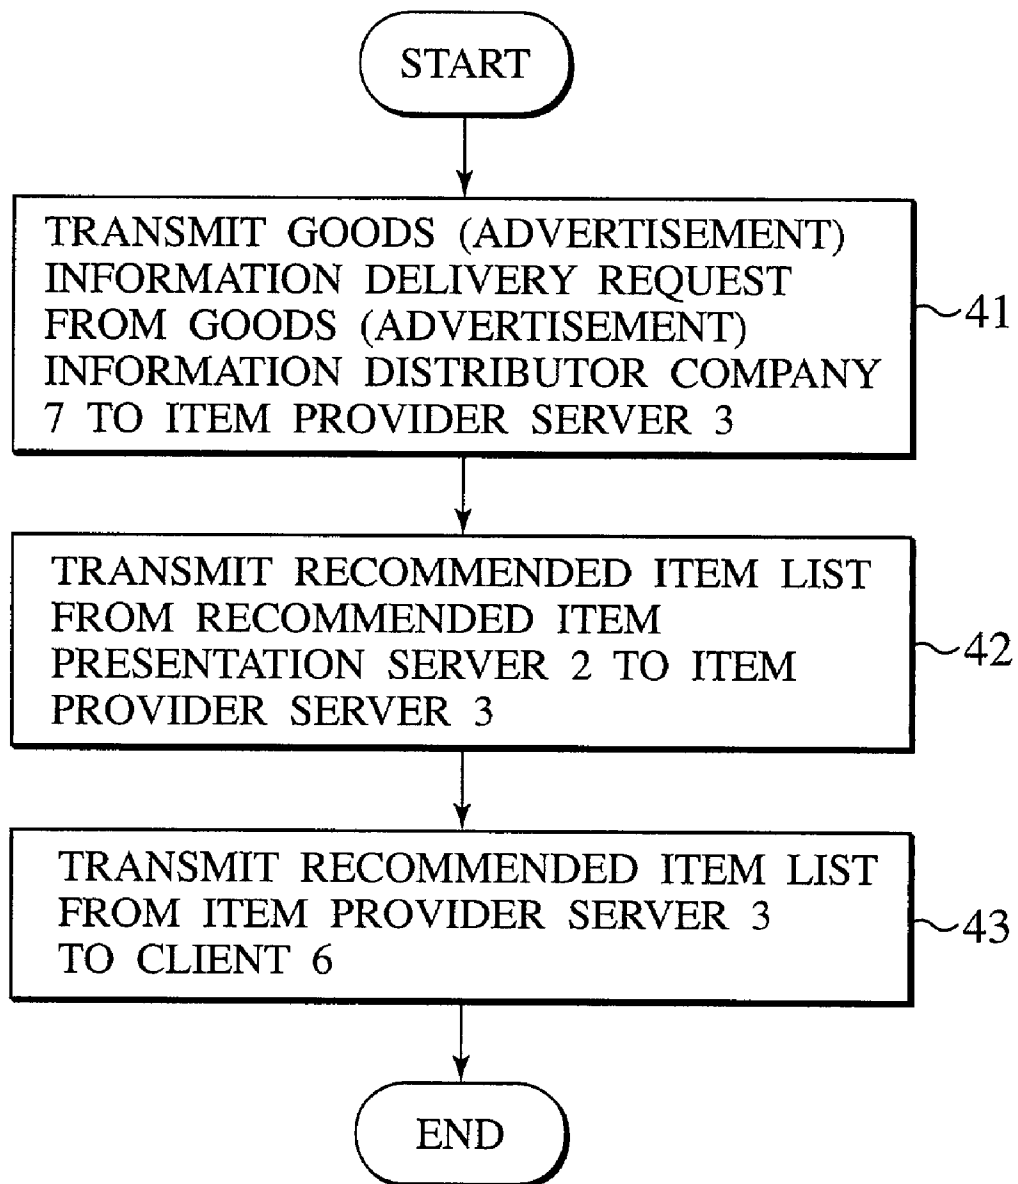 START
TRANSMIT GOODS (ADVERTISEMENT)
INFORMATION DELIVERY REQUEST
FROM GOODS (ADVERTISEMENT)
INFORMATION DISTRIBUTOR COMPANY
7 TO ITEM PROVIDER SERVER 3
41
TRANSMIT RECOMMENDED ITEM LIST
FROM RECOMMENDED ITEM
PRESENTATION SERVER 2 TO ITEM
PROVIDER SERVER 3
42
TRANSMIT RECOMMENDED ITEM LIST
FROM ITEM PROVIDER SERVER 3
TO CLIENT 6
43
END